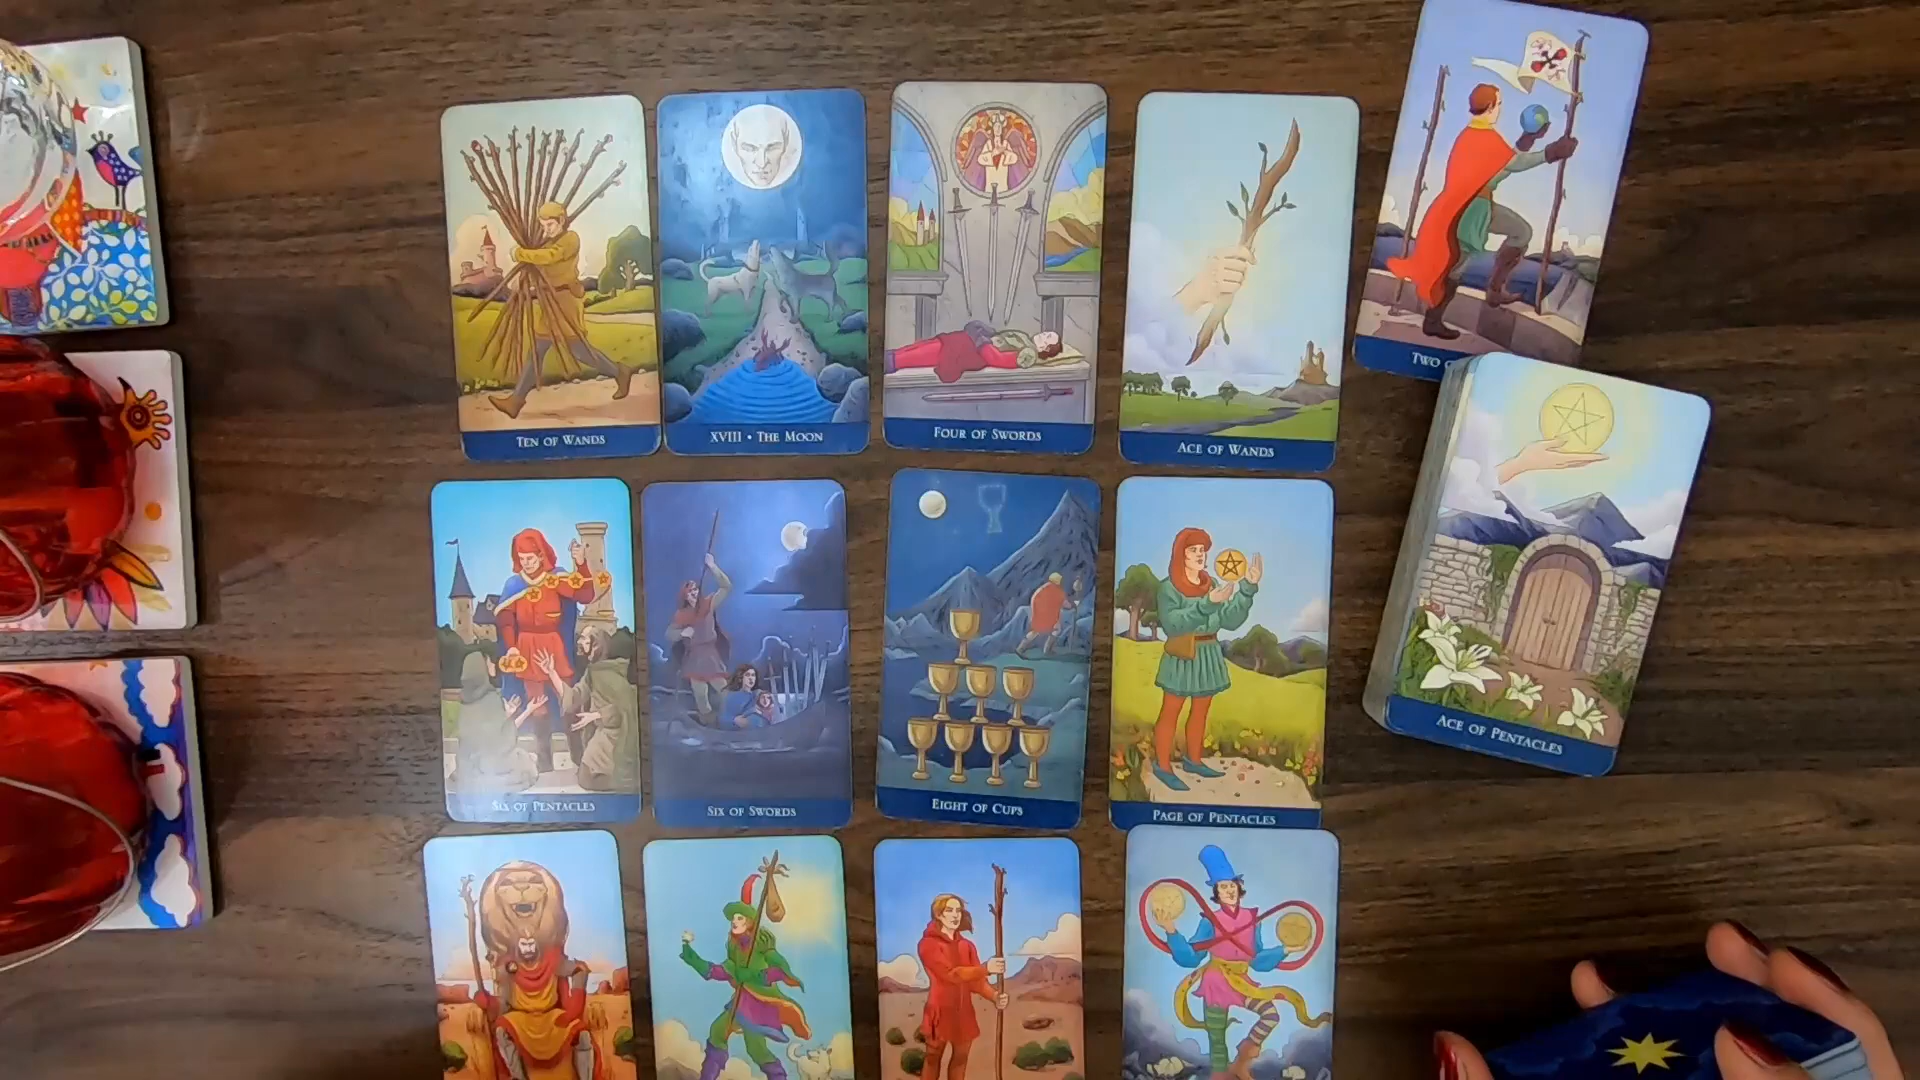 TEN OF WANDS
XVIII • THE MOON
FOUR OF SWORDS
ACE OF WANDS
TWO
SIX OF PENTACLES
SIX OF SWORDS
EIGHT OF CUPS
PAGE OF PENTACLES
ACE OF PENTACLES